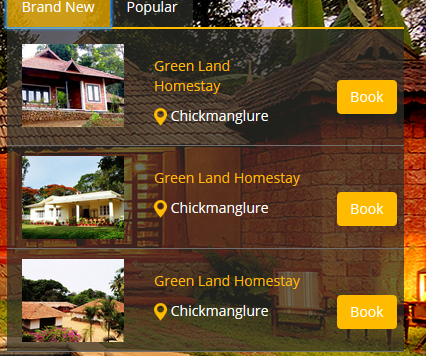 Brand New
Popular
Green Land
Homestay
Chickmanglure
Book
Green Land Homestay
Chickmanglure
Book
Green Land Homestay
Chickmanglure
Book